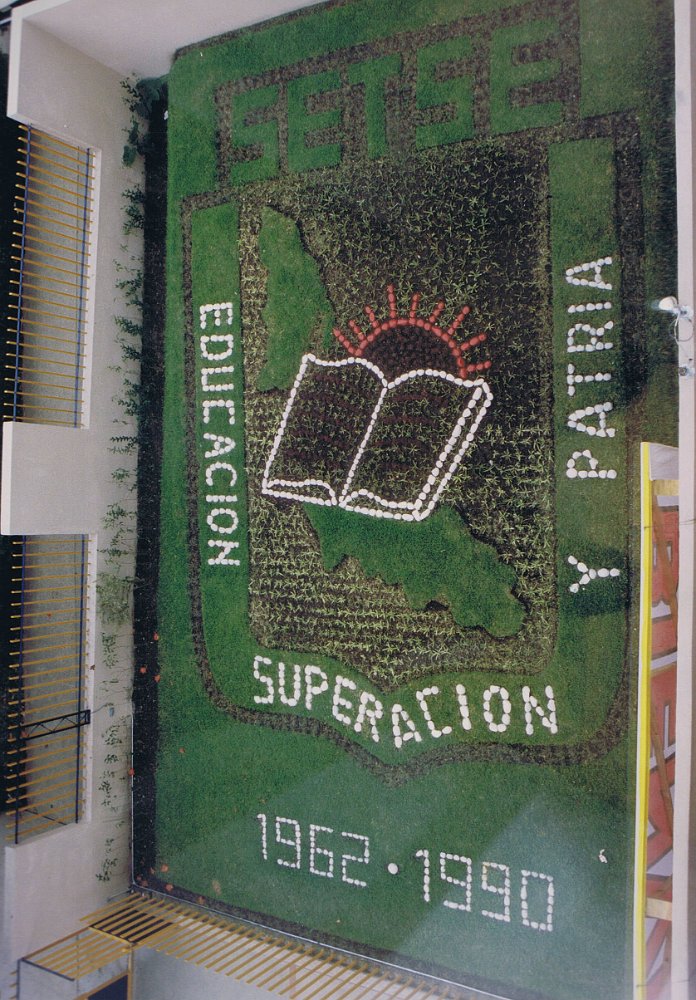 SETSE
EDUCACION
SUPERACION
Y PATRIA
1962 · 1990